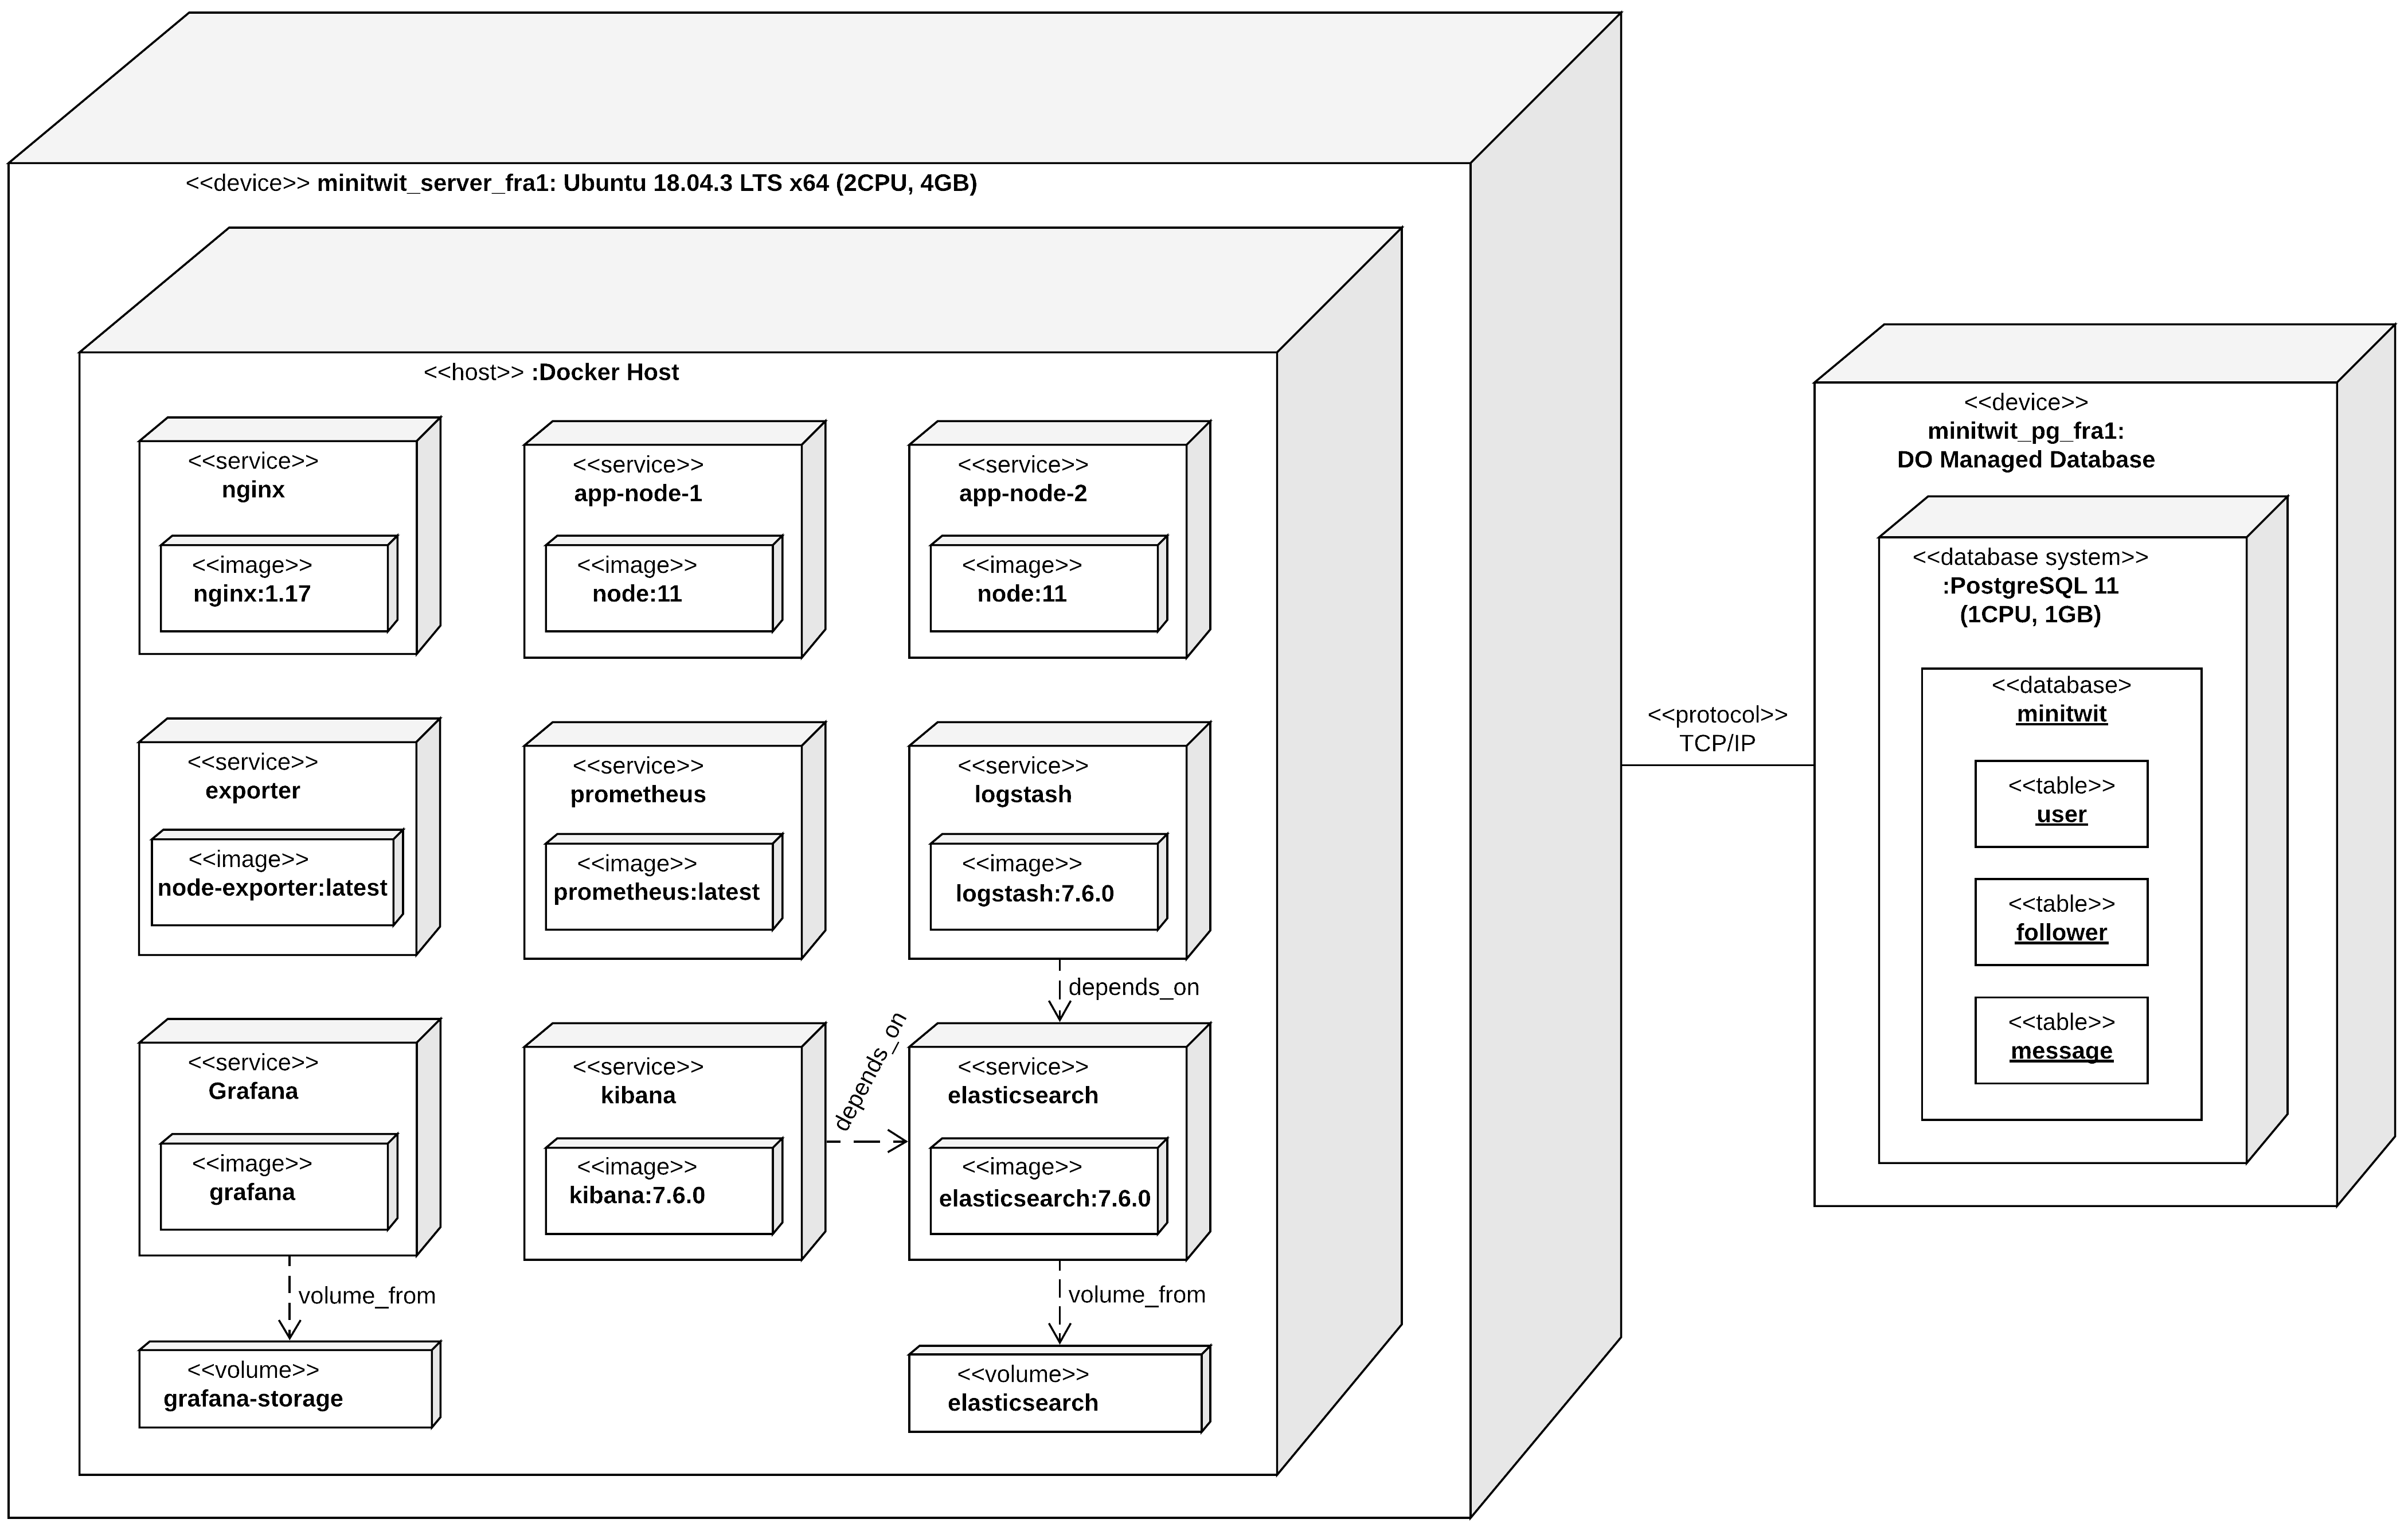 <<device>> minitwit_server_fra1: Ubuntu 18.04.3 LTS x64 (2CPU, 4GB)
<<host>> :Docker Host
<<service>>
nginx
<<image>>
nginx:1.17
<<service>>
app-node-1
<<image>>
node:11
<<service>>
app-node-2
<<image>>
node:11
<<service>>
exporter
<<image>>
node-exporter:latest
<<service>>
prometheus
<<image>>
prometheus:latest
<<service>>
logstash
<<image>>
logstash:7.6.0
depends_on
<<service>>
Grafana
<<image>>
grafana
<<service>>
kibana
<<image>>
kibana:7.6.0
depends_on
<<service>>
elasticsearch
<<image>>
elasticsearch:7.6.0
volume_from
volume_from
<<volume>>
grafana-storage
<<volume>>
elasticsearch
<<protocol>>
TCP/IP
<<device>>
minitwit_pg_fra1:
DO Managed Database
<<database system>>
:PostgreSQL 11
(1CPU, 1GB)
<<database>
minitwit
<<table>>
user
<<table>>
follower
<<table>>
message